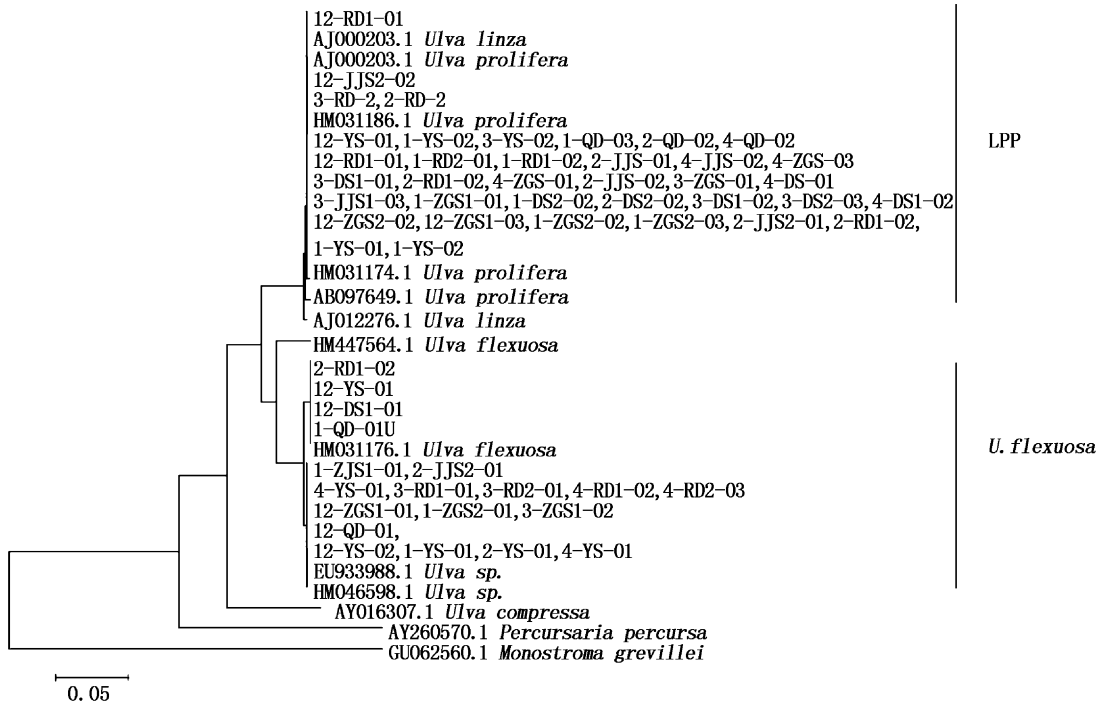 12-RD1-01
AJ000203.1 Ulva linza
AJ000203.1 Ulva prolifera
12-JJS2-02
3-RD-2,2-RD-2
HM031186.1 Ulva prolifera
12-YS-01,1-YS-02,3-YS-02,1-QD-03,2-QD-02,4-QD-02
LPP
12-RD1-01,1-RD2-01,1-RD1-02,2-JJS-01,4-JJS-02,4-ZGS-03
3-DS1-01,2-RD1-02,4-ZGS-01,2-JJS-02,3-ZGS-01,4-DS-01
3-JJS1-03,1-ZGS1-01,1-DS2-02,2-DS2-02,3-DS1-02,3-DS2-03,4-DS1-02
12-ZGS2-02,12-ZGS1-03,1-ZGS2-02,1-ZGS2-03,2-JJS2-01,2-RD1-02,
1-YS-01,1-YS-02
HM031174.1 Ulva prolifera
AB097649.1 Ulva prolifera
AJ012276.1 Ulva linza
HM447564.1 Ulva flexuosa
2-RD1-02
12-YS-01
12-DS1-01
1-QD-01U
HM031176.1 Ulva flexuosa
U.flexuosa
1-ZJS1-01,2-JJS2-01
4-YS-01,3-RD1-01,3-RD2-01,4-RD1-02,4-RD2-03
12-ZGS1-01,1-ZGS2-01,3-ZGS1-02
12-QD-01,
12-YS-02,1-YS-01,2-YS-01,4-YS-01
EU933988.1 Ulva sp.
HM046598.1 Ulva sp.
AY016307.1 Ulva compressa
AY260570.1 Percursaria percursa
GU062560.1 Monostroma grevillei
0.05